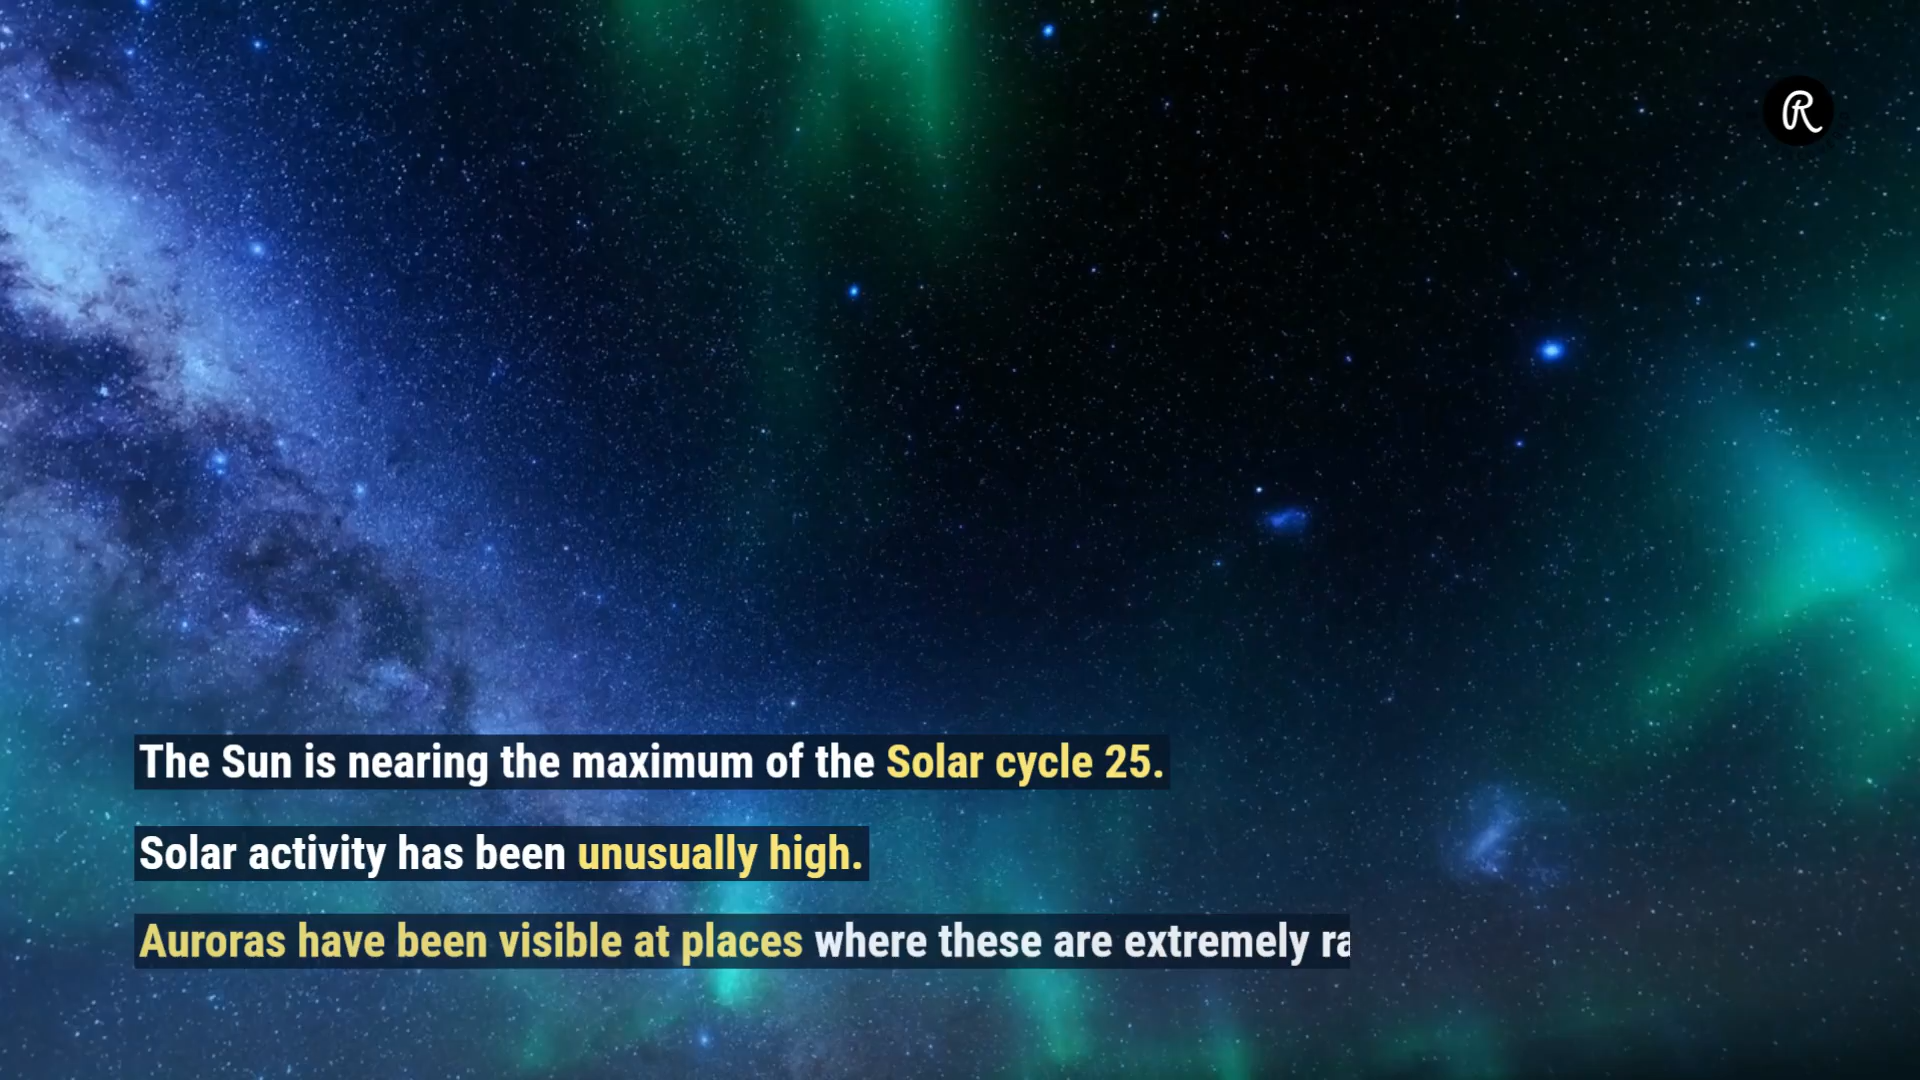 R
The Sun is nearing the maximum of the Solar cycle 25.
Solar activity has been unusually high.
Auroras have been visible at places where these are extremely